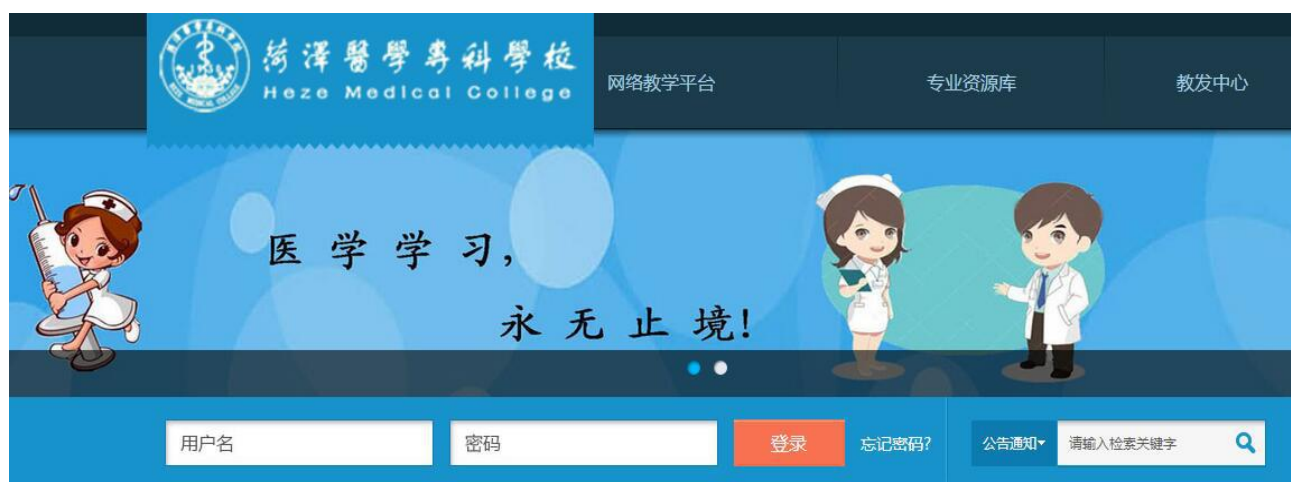 菏澤醫學專科學校
Heze Medical College
网络教学平台
专业资源库
教发中心
医学学习,
永无止境!
用户名
密码
登录
忘记密码?
公告通知
请输入检索关键字